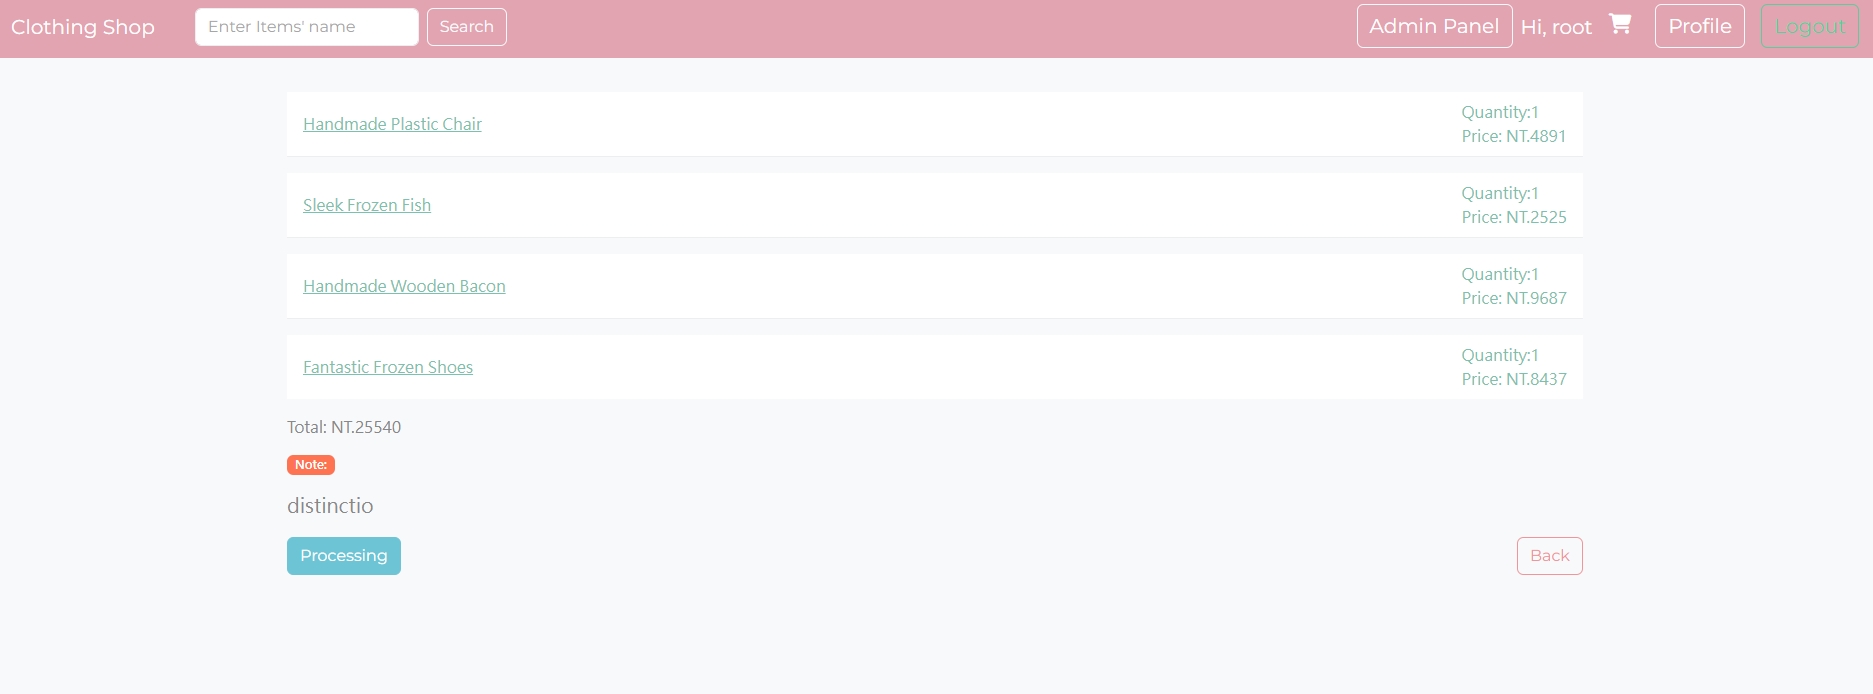 Clothing Shop
Enter Items' name
Search
Admin Panel
Hi, root
Profile
Logout
Handmade Plastic Chair
Quantity:1
Price: NT.4891
Sleek Frozen Fish
Quantity:1
Price: NT.2525
Handmade Wooden Bacon
Quantity:1
Price: NT.9687
Fantastic Frozen Shoes
Quantity:1
Price: NT.8437
Total: NT.25540
Note:
distinctio
Processing
Back